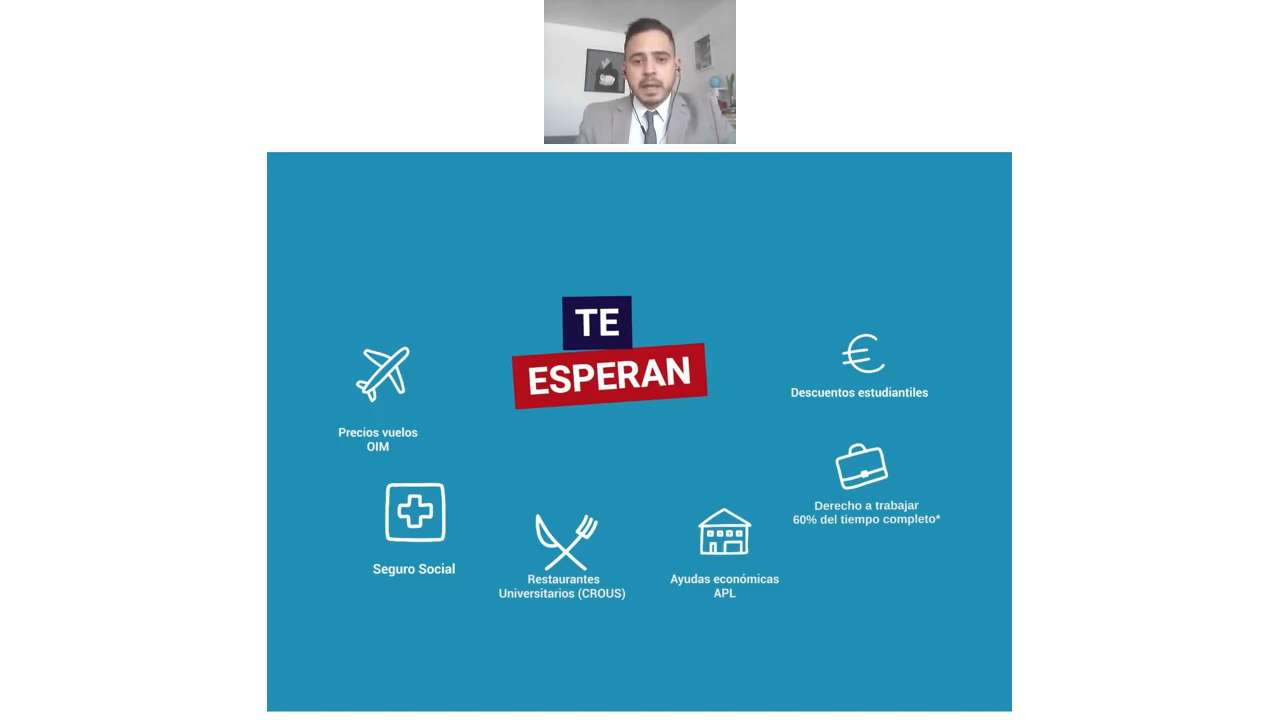 TE
ESPERAN
Precios vuelos
OIM
Seguro Social
Restaurantes
Universitarios (CROUS)
Ayudas económicas
APL
Descuentos estudiantiles
Derecho a trabajar
60% del tiempo completo*